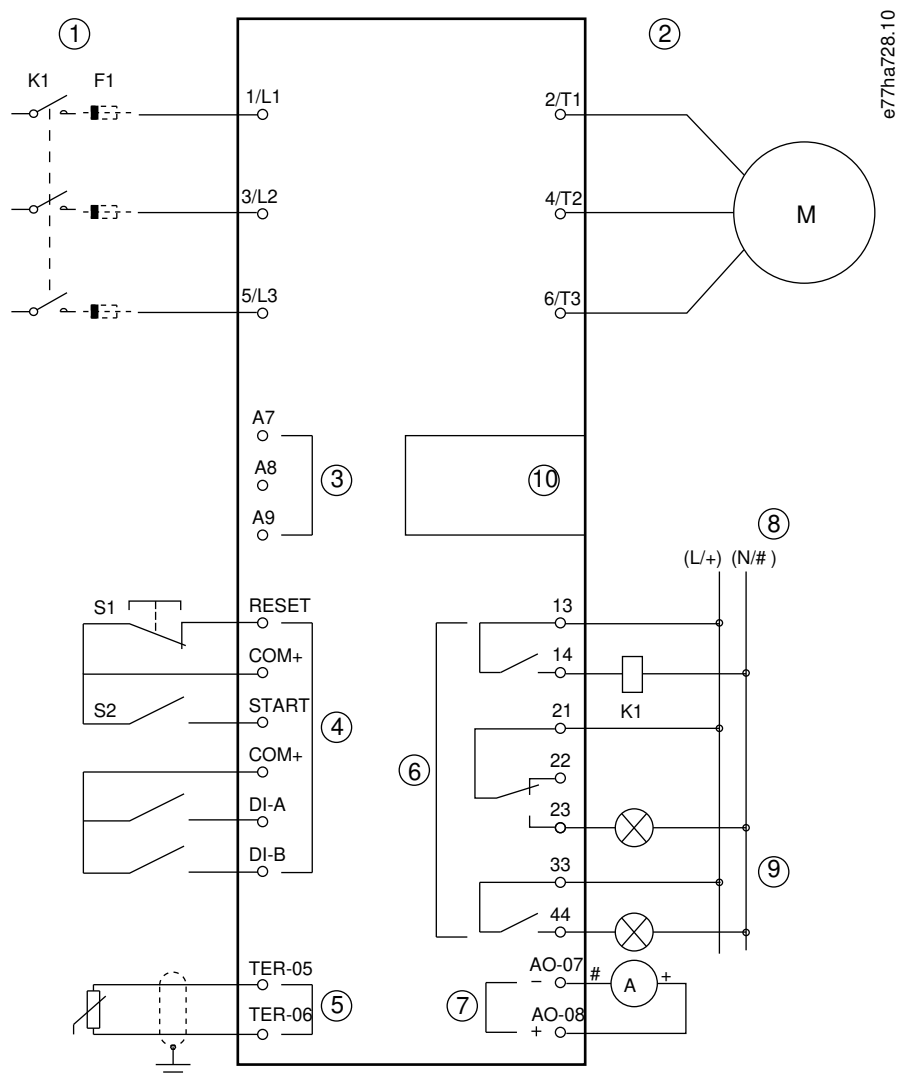 1
2
e77ha728.10
K1 F1
1/L1
2/T1
3/L2
4/T2
M
5/L3
6/T3
A7
A8
3
10
A9
8
(L/+) (N/# )
S1
RESET
13
COM+
14
S2
START
K1
4
21
COM+
6
22
DI-A
23
DI-B
33
9
44
TER-05
AO-07
− # A +
5
7
TER-06
AO-08
+